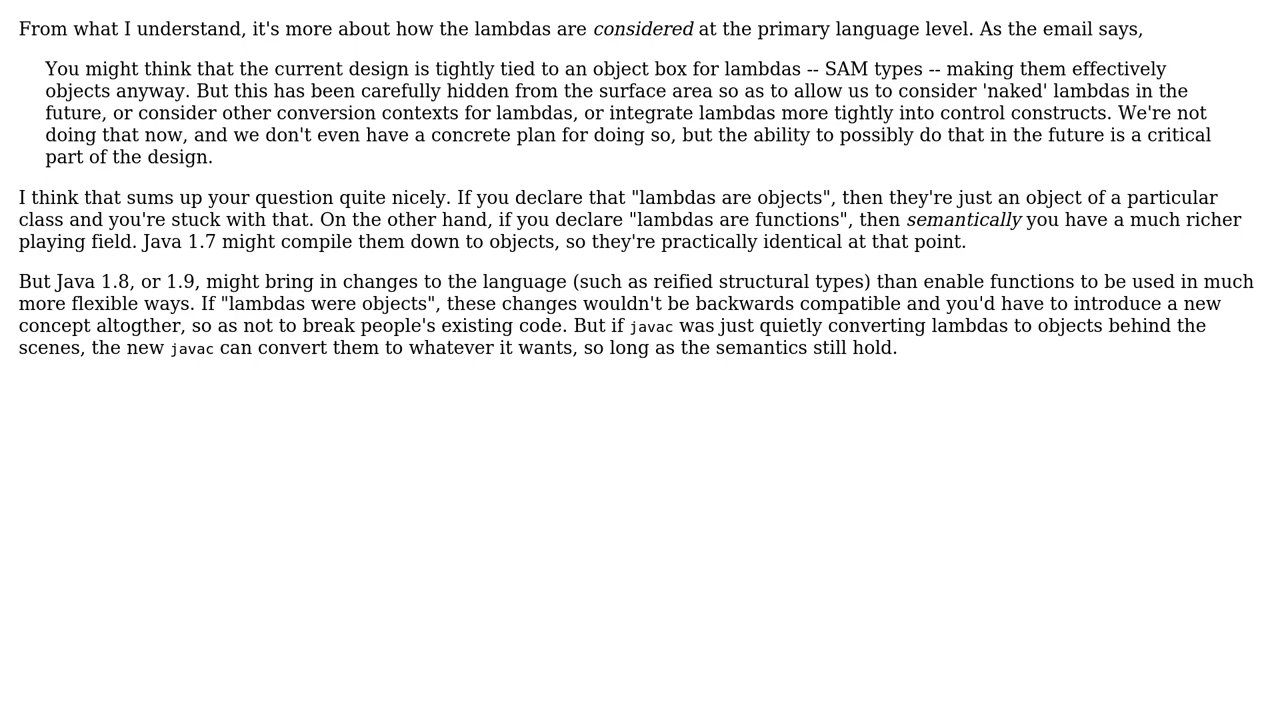 From what I understand, it's more about how the lambdas are considered at the primary language level. As the email says,
You might think that the current design is tightly tied to an object box for lambdas -- SAM types -- making them effectively
objects anyway. But this has been carefully hidden from the surface area so as to allow us to consider 'naked' lambdas in the
future, or consider other conversion contexts for lambdas, or integrate lambdas more tightly into control constructs. We're not
doing that now, and we don't even have a concrete plan for doing so, but the ability to possibly do that in the future is a critical
part of the design.
I think that sums up your question quite nicely. If you declare that "lambdas are objects", then they're just an object of a particular
class and you're stuck with that. On the other hand, if you declare "lambdas are functions", then semantically you have a much richer
playing field. Java 1.7 might compile them down to objects, so they're practically identical at that point.
But Java 1.8, or 1.9, might bring in changes to the language (such as reified structural types) than enable functions to be used in much
more flexible ways. If "lambdas were objects", these changes wouldn't be backwards compatible and you'd have to introduce a new
concept altogther, so as not to break people's existing code. But if javac was just quietly converting lambdas to objects behind the
scenes, the new javac can convert them to whatever it wants, so long as the semantics still hold.